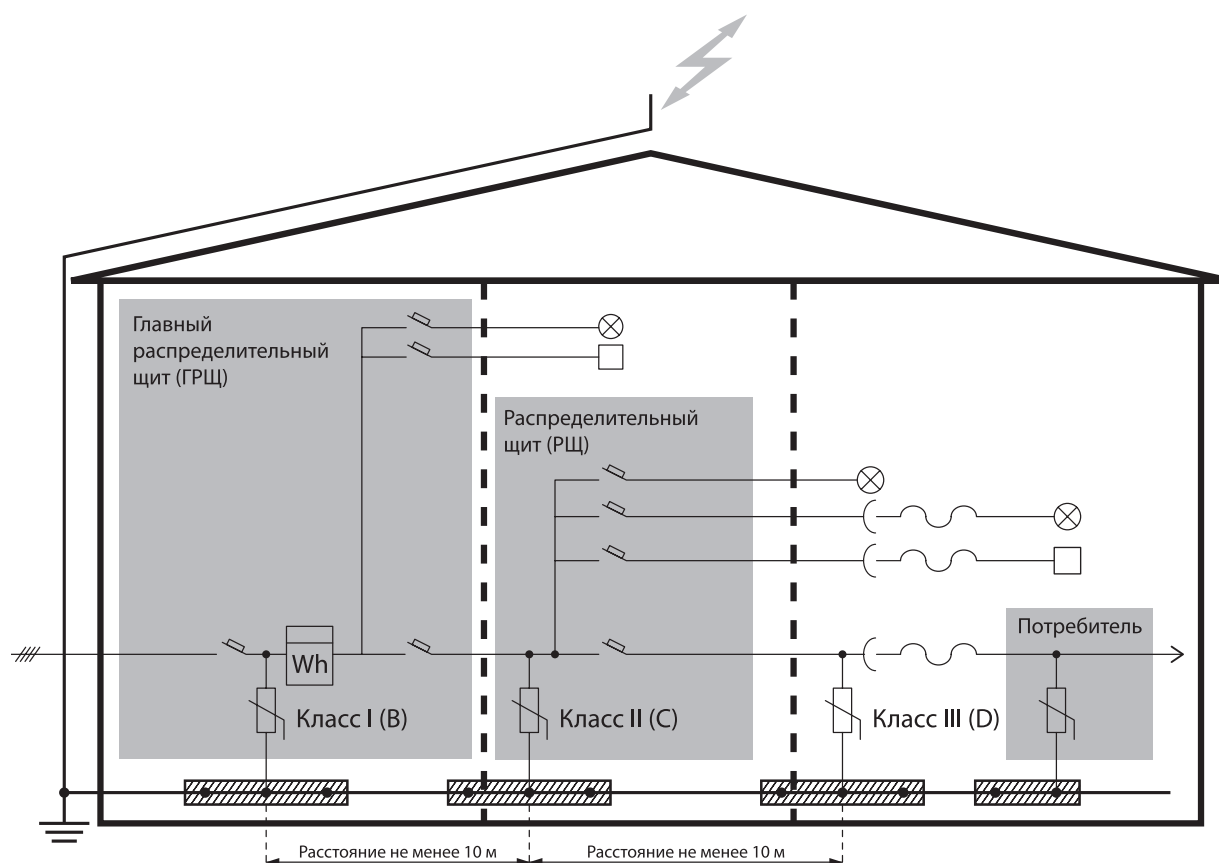 Главный
распределительный
щит (ГРЩ)
Распределительный
щит (РЩ)
Потребитель
Wh
Класс I (B)
Класс II (C)
Класс III (D)
Расстояние не менее 10 м
Расстояние не менее 10 м